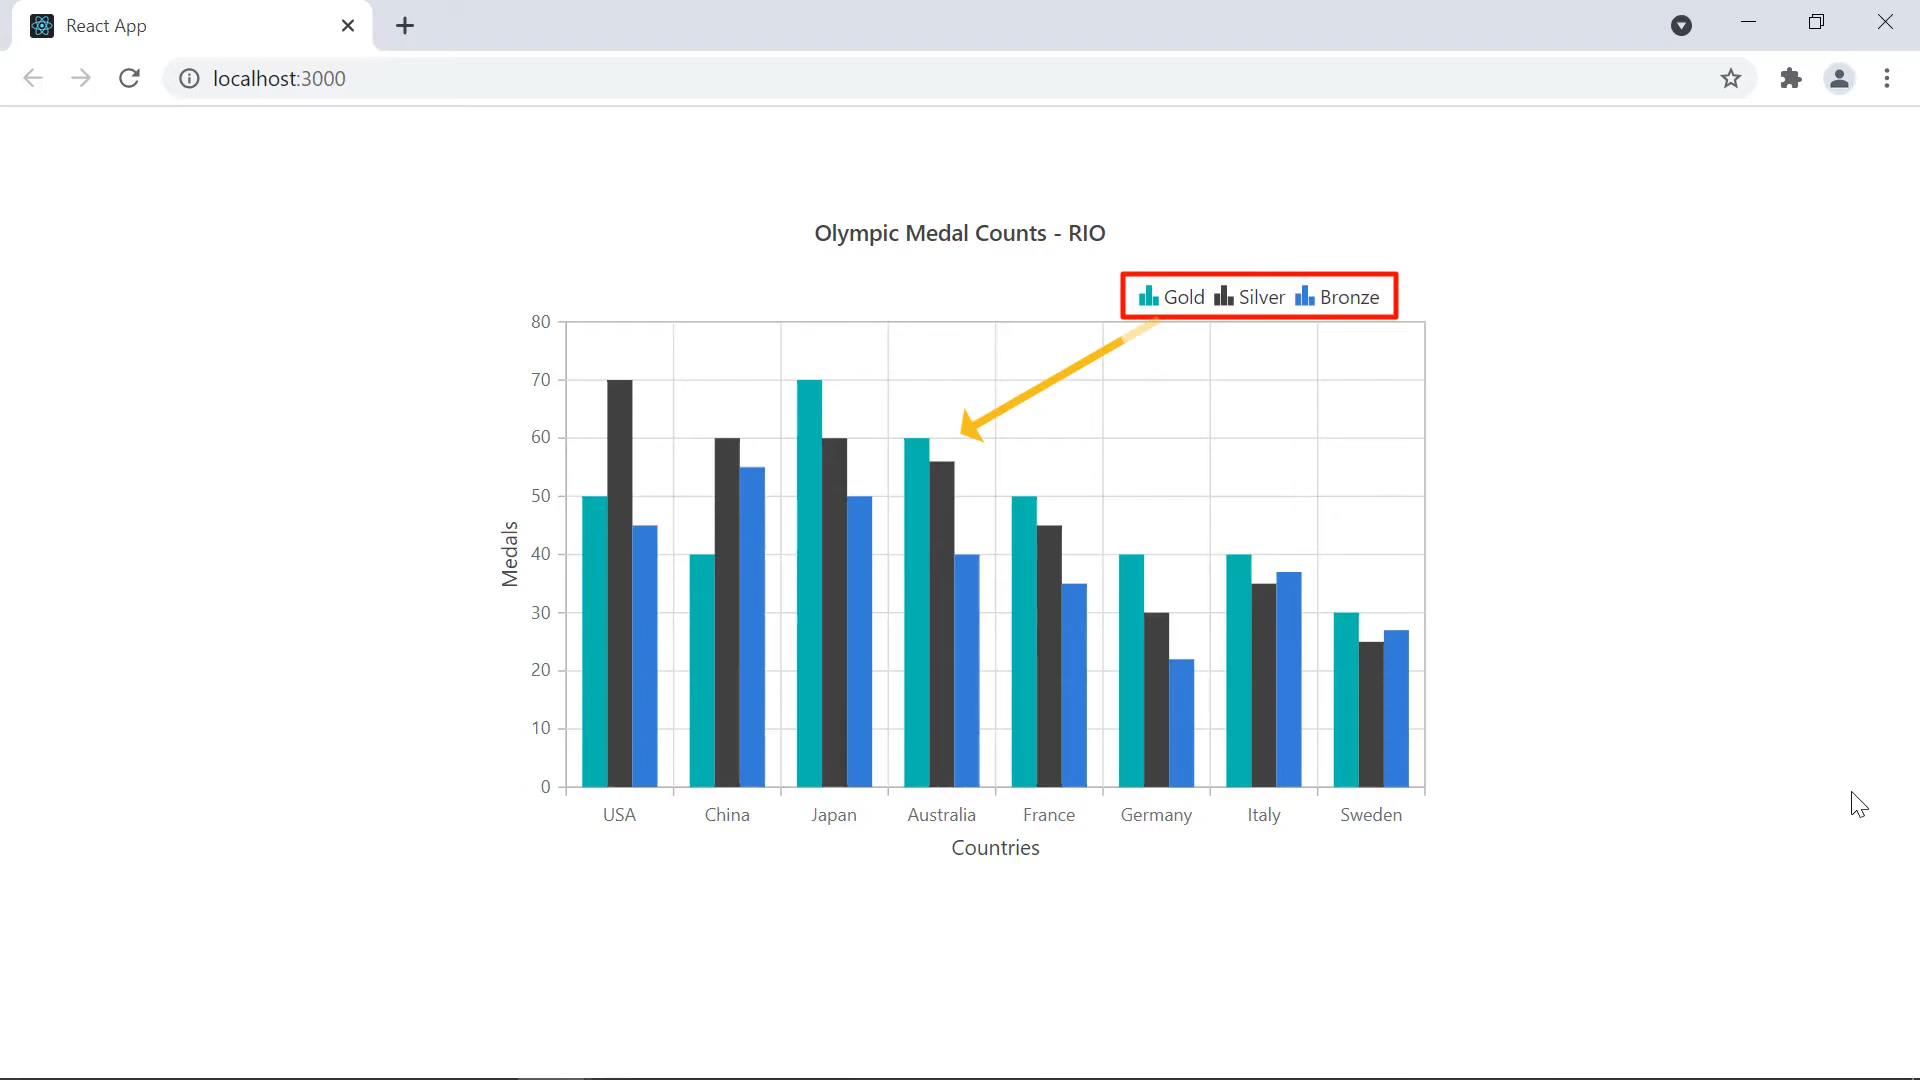 React App
localhost:3000
Olympic Medal Counts - RIO
Gold Silver Bronze
80
70
60
50
40
30
20
10
0
Medals
USA China Japan Australia France Germany Italy Sweden
Countries